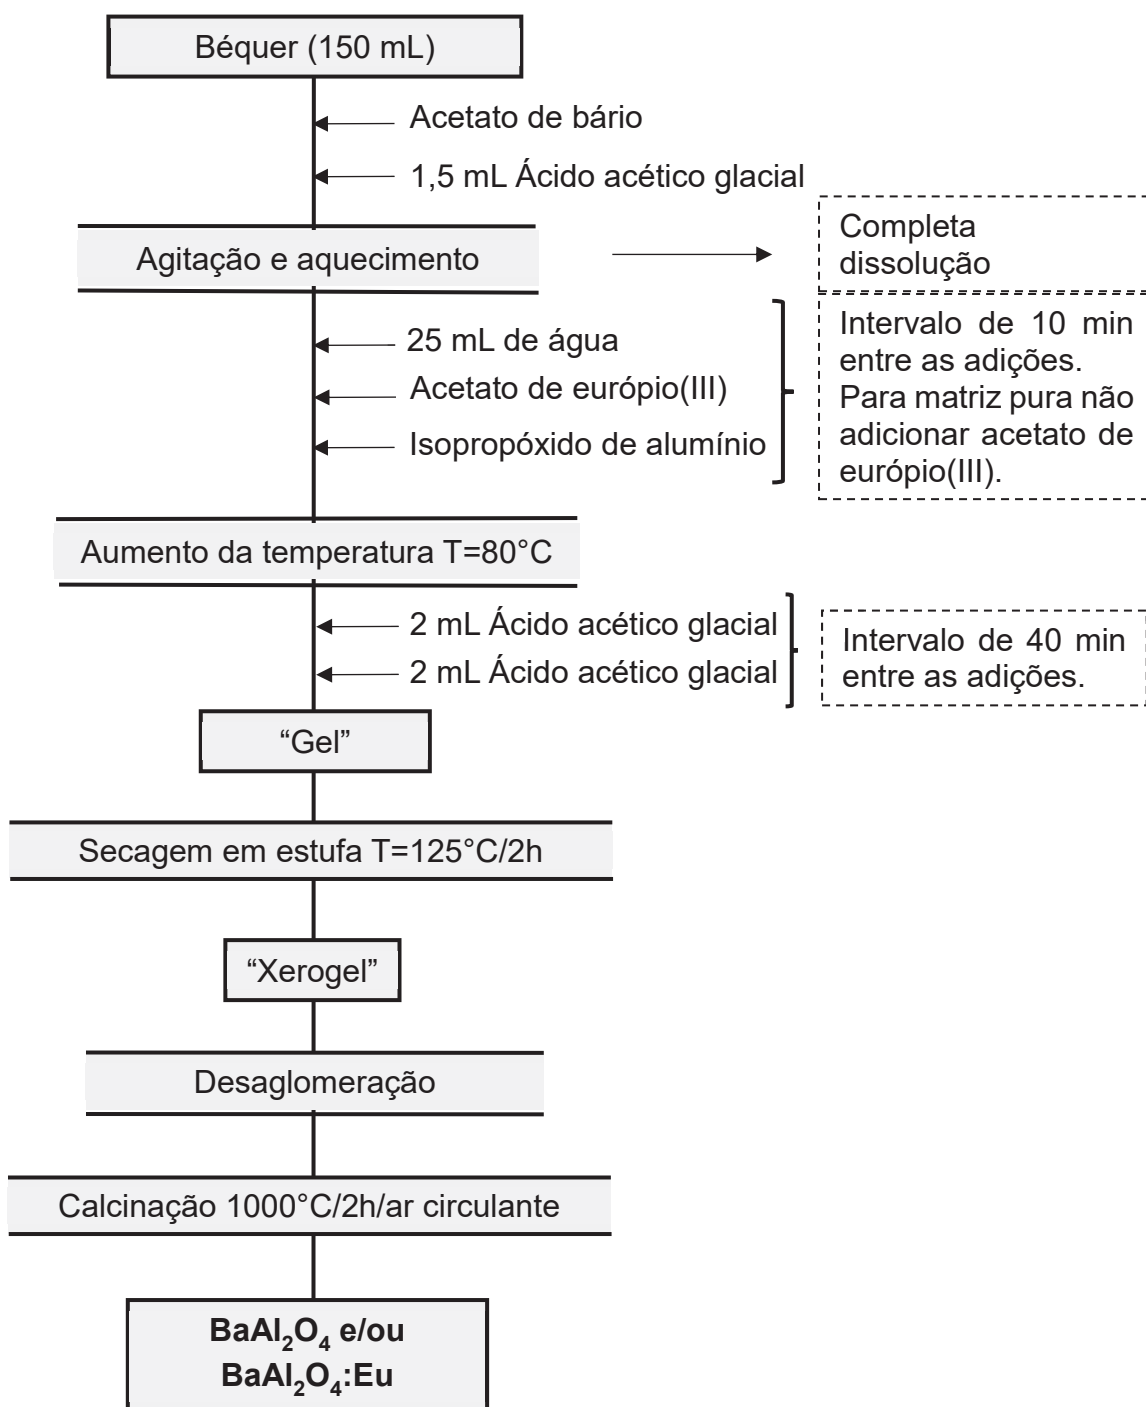 Béquer (150 mL)
Acetato de bário
1,5 mL Ácido acético glacial
Agitação e aquecimento
Completa
dissolução
25 mL de água
Acetato de európio(III)
Isopropóxido de alumínio
Intervalo de 10 min
entre as adições.
Para matriz pura não
adicionar acetato de
európio(III).
Aumento da temperatura T=80°C
2 mL Ácido acético glacial
2 mL Ácido acético glacial
Intervalo de 40 min
entre as adições.
“Gel”
Secagem em estufa T=125°C/2h
“Xerogel”
Desaglomeração
Calcinação 1000°C/2h/ar circulante
BaAl₂O₄ e/ou
BaAl₂O₄:Eu